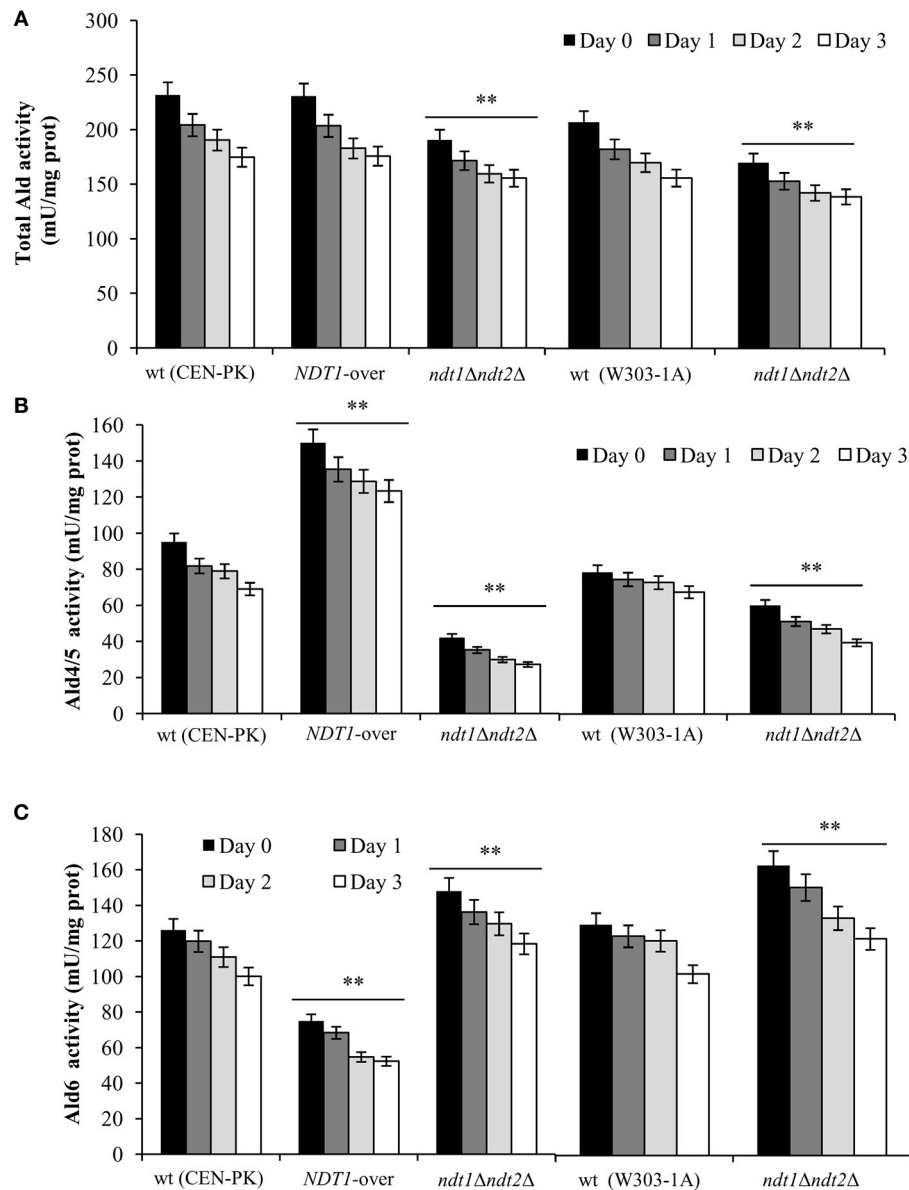 A
Total Ald activity
(mU/mg prot)
300
250
200
150
100
50
0
Day 0 Day 1 Day 2 Day 3
**
**
wt (CEN-PK) NDT1-over ndt1Δndt2Δ wt (W303-1A) ndt1Δndt2Δ
B
Ald4/5 activity (mU/mg prot)
160
140
120
100
80
60
40
20
0
**
Day 0 Day 1 Day 2 Day 3
**
**
wt (CEN-PK) NDT1-over ndt1Δndt2Δ wt (W303-1A) ndt1Δndt2Δ
C
Ald6 activity (mU/mg prot)
180
160
140
120
100
80
60
40
20
0
Day 0 Day 1
Day 2 Day 3
**
**
**
wt (CEN-PK) NDT1-over ndt1Δndt2Δ wt (W303-1A) ndt1Δndt2Δ